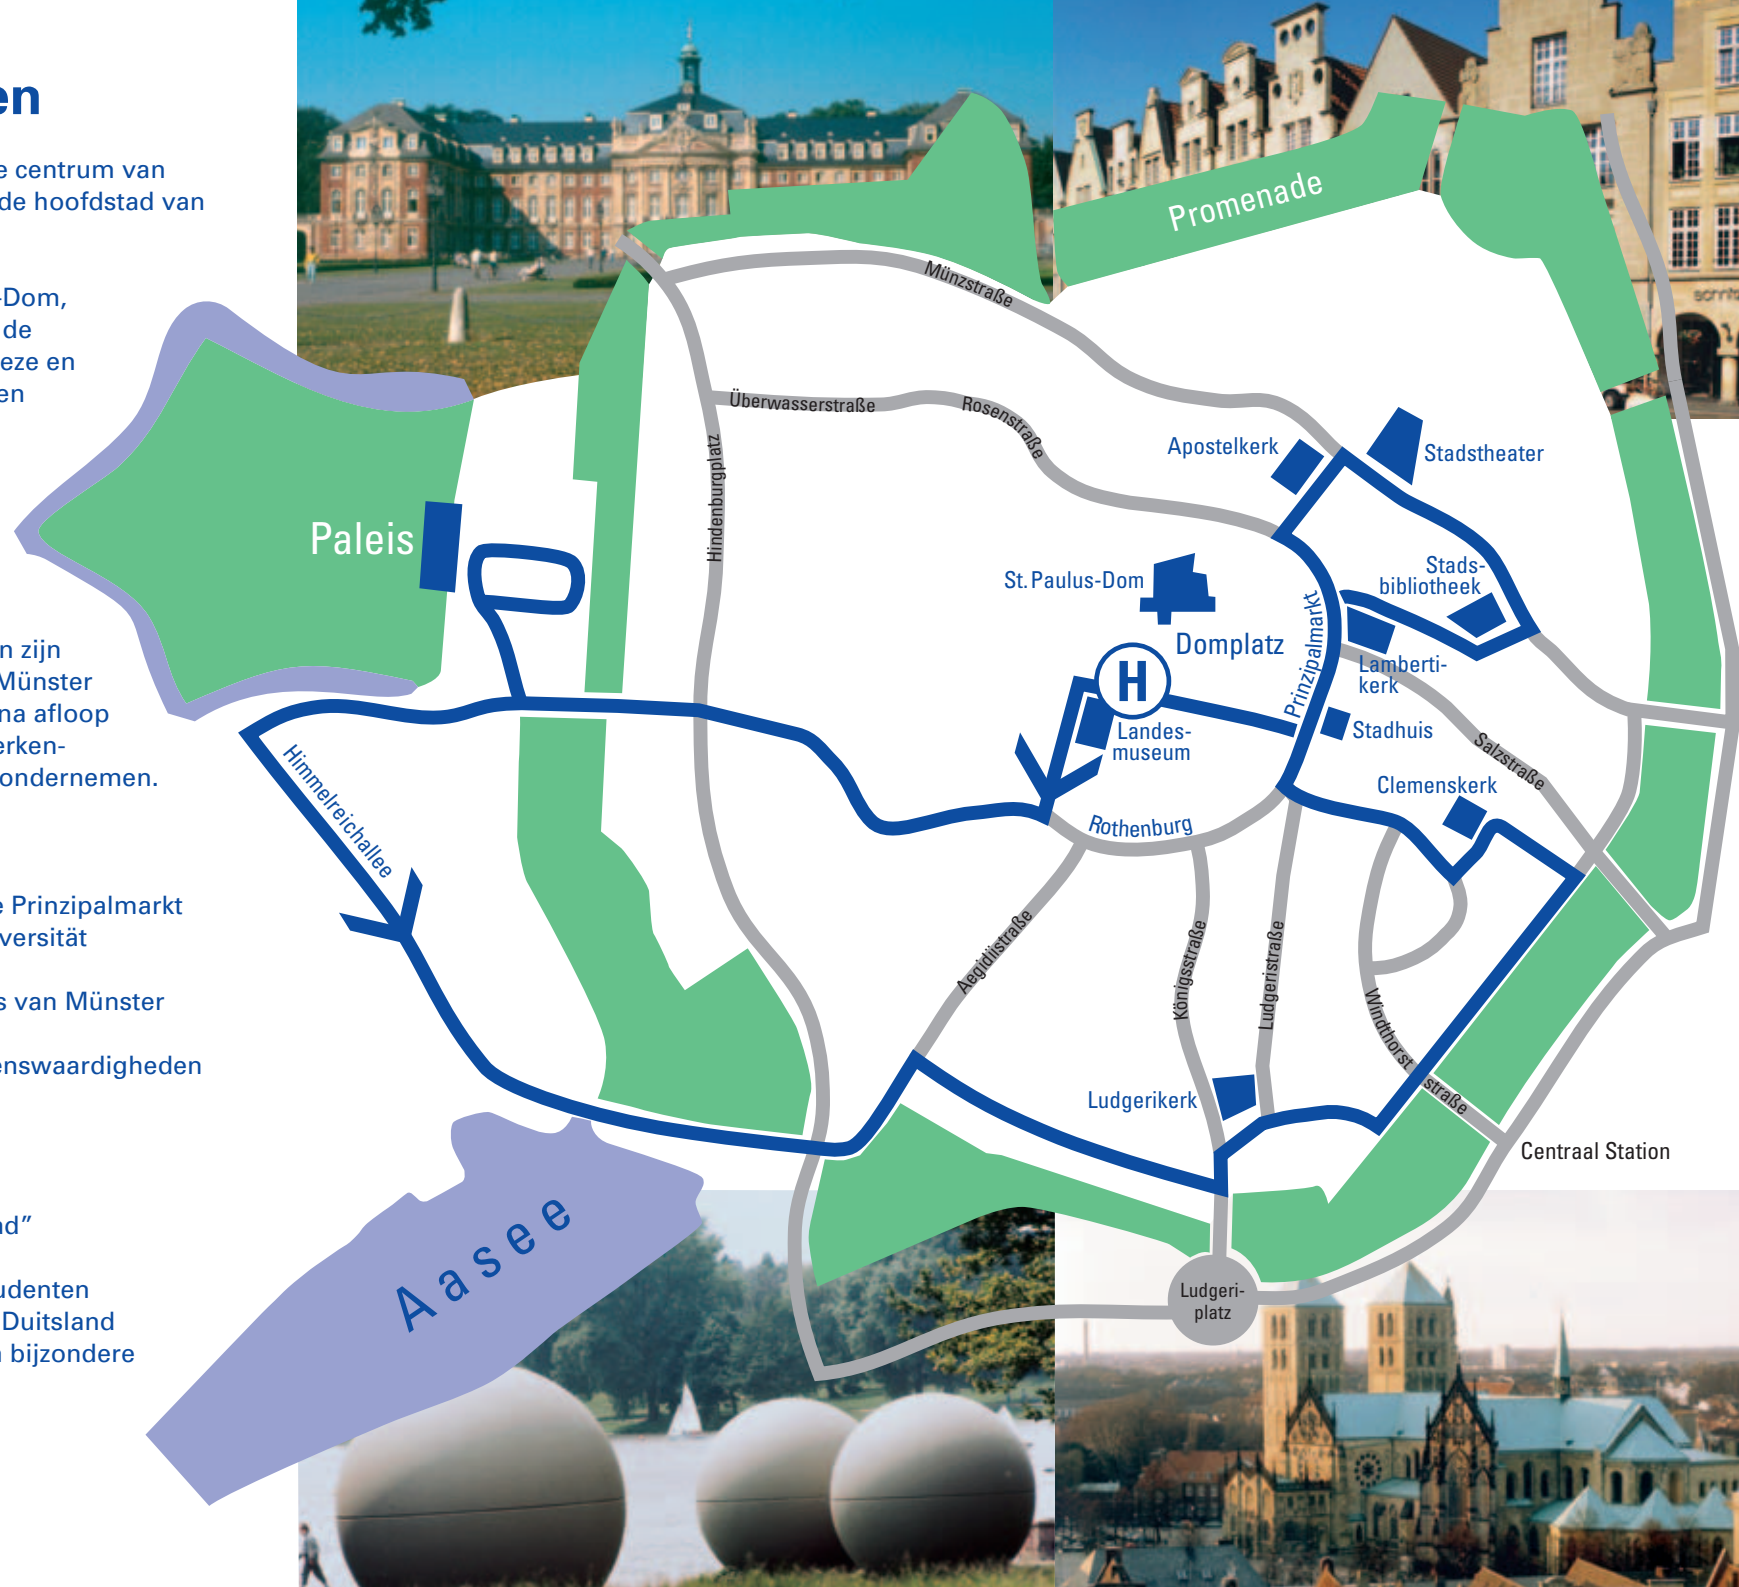 en
e centrum van
de hoofdstad van
-Dom,
de
eze en
en
n zijn
Münster
na afloop
erken-
ondernemen.
e Prinzipalmarkt
versität
s van Münster
enswaardigheden
nd"
udenten
Duitsland
bijzondere
Promenade
Münzstraße
Überwasserstraße
Rosenstraße
Hindenburgplatz
Apostelkerk
Stadstheater
Paleis
St. Paulus-Dom
Domplatz
Stads-
bibliotheek
Prinzipalmarkt
Lamberti-
kerk
H
Landes-
museum
Stadhuis
Salzstraße
Clemenskerk
Rothenburg
Himmelreichallee
Aegidiistraße
Königsstraße
Ludgeristraße
Windthorst
straße
Ludgerikerk
Centraal Station
Aasee
Ludgeri-
platz